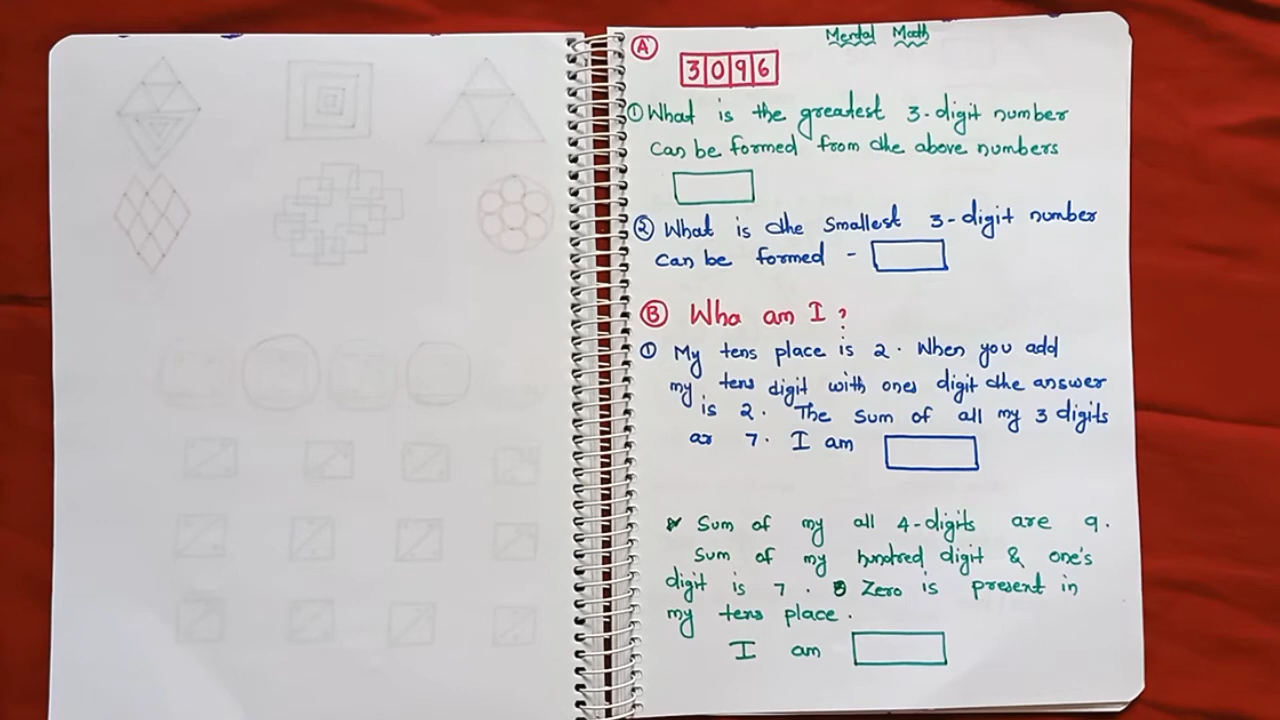 Mental Math
A
3 0 9 6
1 What is the greatest 3-digit number
can be formed from the above numbers
2 What is the smallest 3-digit number
can be formed -
B Wha am I ?
1 My tens place is 2. When you add
my tens digit with ones digit the answer
is 2. The sum of all my 3 digits
ar 7. I am
Sum of my all 4-digits are 9.
Sum of my hundred digit & one's
digit is 7. Zero is present in
my tens place.
I am